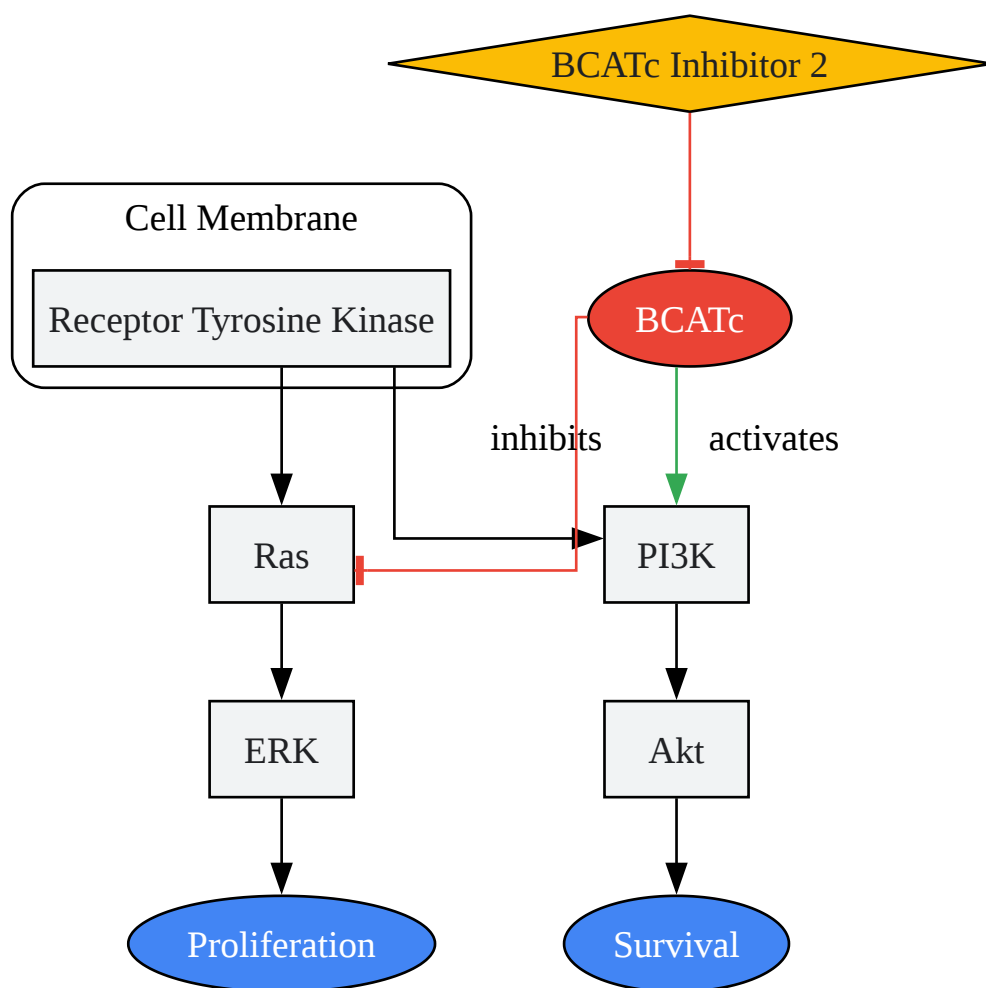 BCATc Inhibitor 2
Cell Membrane
Receptor Tyrosine Kinase
BCATc
inhibits
activates
Ras
PI3K
ERK
Akt
Proliferation
Survival